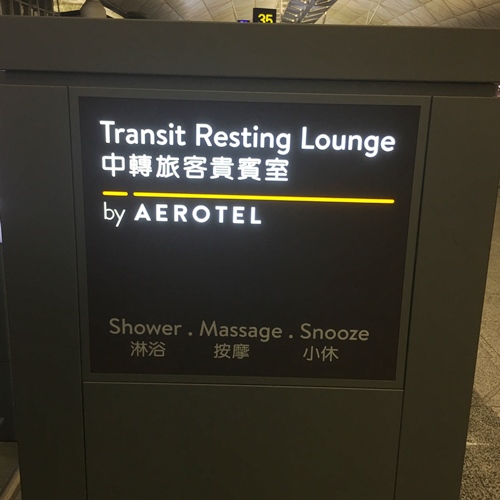 35
Transit Resting Lounge
中轉旅客貴賓室
by AEROTEL
Shower . Massage . Snooze
淋浴 按摩 小休